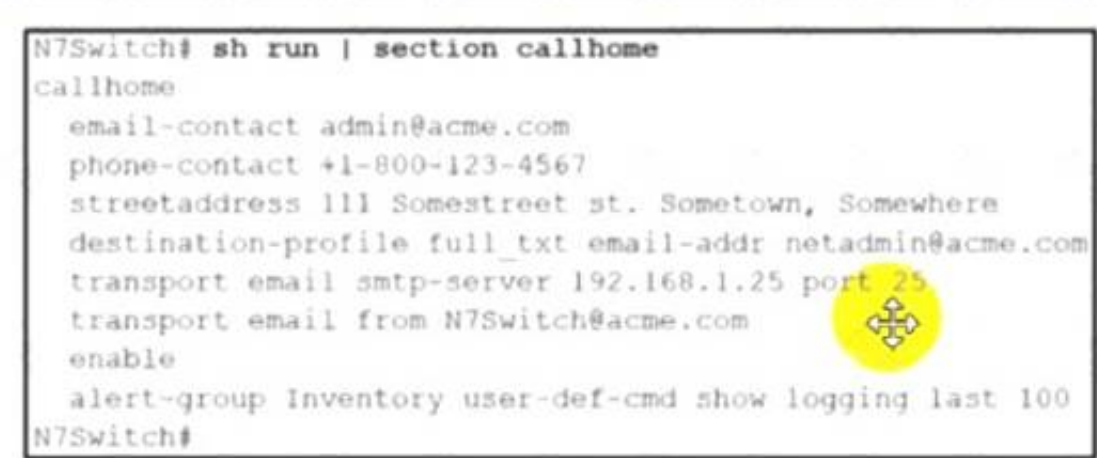 N7Switch# sh run | section callhome
callhome
email-contact admin@acme.com
phone-contact +1-800-123-4567
streetaddress 111 Somestreet st. Sometown, Somewhere
destination-profile full_txt email-addr netadmin@acme.com
transport email smtp-server 192.168.1.25 port 25
transport email from N7Switch@acme.com
enable
alert-group Inventory user-def-cmd show logging last 100
N7Switch#